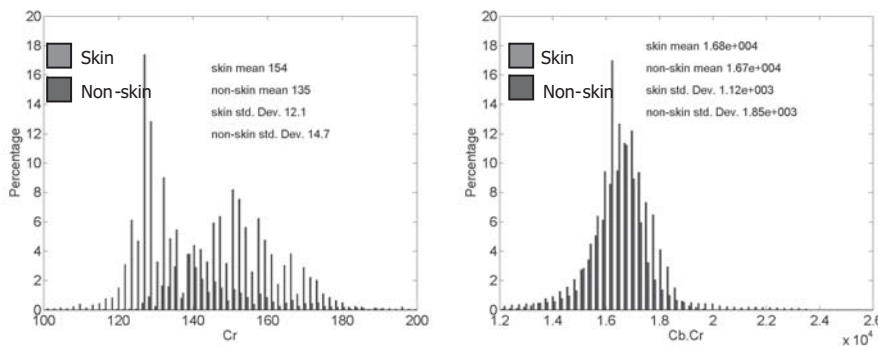 20
18
16
14
12
10
8
6
4
2
0
Percentage
Skin
Non-skin
skin mean 154
non-skin mean 135
skin std. Dev. 12.1
non-skin std. Dev. 14.7
100 120 140 160 180 200
Cr
20
18
16
14
12
10
8
6
4
2
0
Percentage
Skin
Non-skin
skin mean 1.68e+004
non-skin mean 1.67e+004
skin std. Dev. 1.12e+003
non-skin std. Dev. 1.85e+003
1.2 1.4 1.6 1.8 2 2.2 2.4 2.6
Cb.Cr
x 10⁴